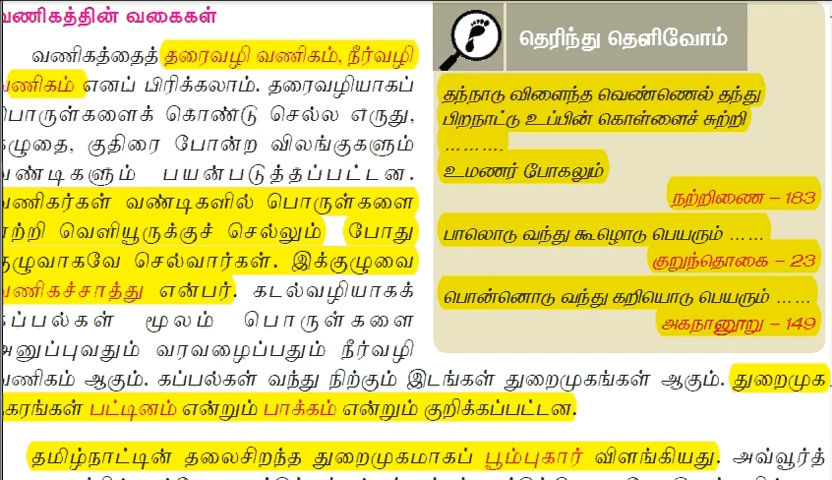 வணிகத்தின் வகைகள்
வணிகத்தைத் தரைவழி வணிகம், நீர்வழி
வணிகம் எனப் பிரிக்கலாம். தரைவழியாகப்
பொருள்களைக் கொண்டு செல்ல எருது,
கழுதை, குதிரை போன்ற விலங்குகளும்
வண்டிகளும் பயன்படுத்தப்பட்டன.
வணிகர்கள் வண்டிகளில் பொருள்களை
ஏற்றி வெளியூருக்குச் செல்லும் போது
குழுவாகவே செல்வார்கள். இக்குழுவை
வணிகச்சாத்து என்பர். கடல்வழியாகக்
கப்பல்கள் மூலம் பொருள்களை
அனுப்புவதும் வரவழைப்பதும் நீர்வழி
வணிகம் ஆகும். கப்பல்கள் வந்து நிற்கும் இடங்கள் துறைமுகங்கள் ஆகும். துறைமுக
நகரங்கள் பட்டினம் என்றும் பாக்கம் என்றும் குறிக்கப்பட்டன.
தமிழ்நாட்டின் தலைசிறந்த துறைமுகமாகப் பூம்புகார் விளங்கியது. அவ்வூர்த்
தெரிந்து தெளிவோம்
தந்நாடு விளைந்த வெண்ணெல் தந்து
பிறநாட்டு உப்பின் கொள்ளைச் சுற்றி
……….
உமணர் போகலும்
நற்றிணை – 183
பாலொடு வந்து கூழொடு பெயரும் ……
குறுந்தொகை – 23
பொன்னொடு வந்து கறியொடு பெயரும் ……
அகநானூறு – 149